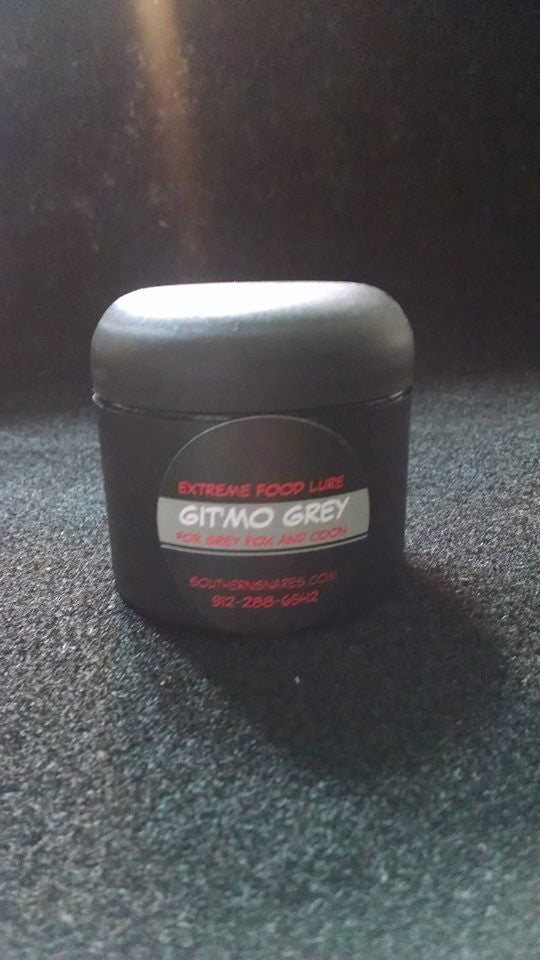 EXTREME FOOD LURE
GIT'MO GREY
FOR GREY FOX AND COON
SOUTHERNSNARES.COM
912-288-6542